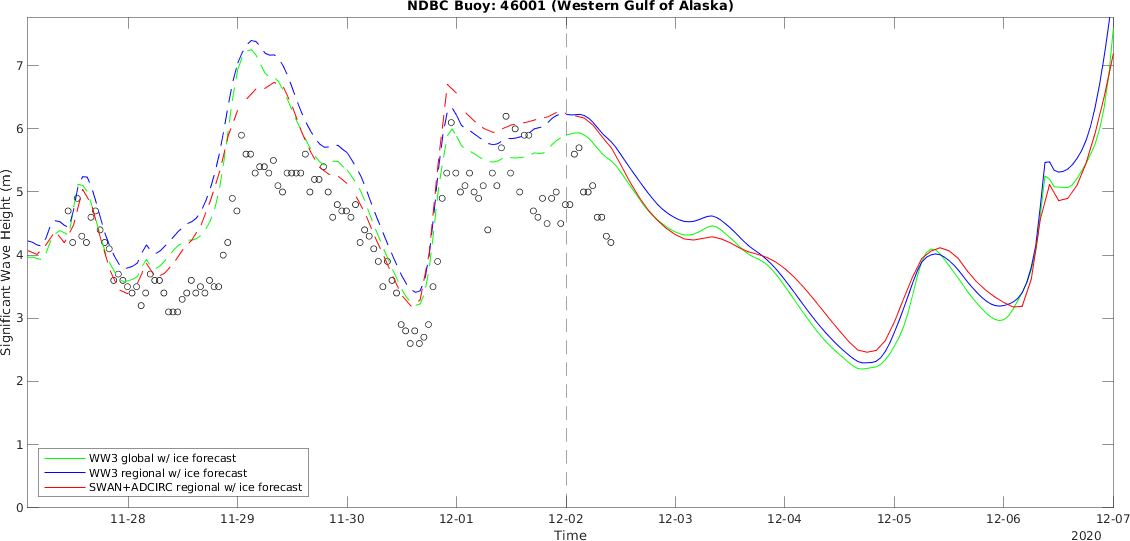 NDBC Buoy: 46001 (Western Gulf of Alaska)
Significant Wave Height (m)
7
6
5
4
3
2
1
0
WW3 global w/ ice forecast
WW3 regional w/ ice forecast
SWAN+ADCIRC regional w/ ice forecast
11-28 11-29 11-30 12-01 12-02 12-03 12-04 12-05 12-06 12-07
Time
2020